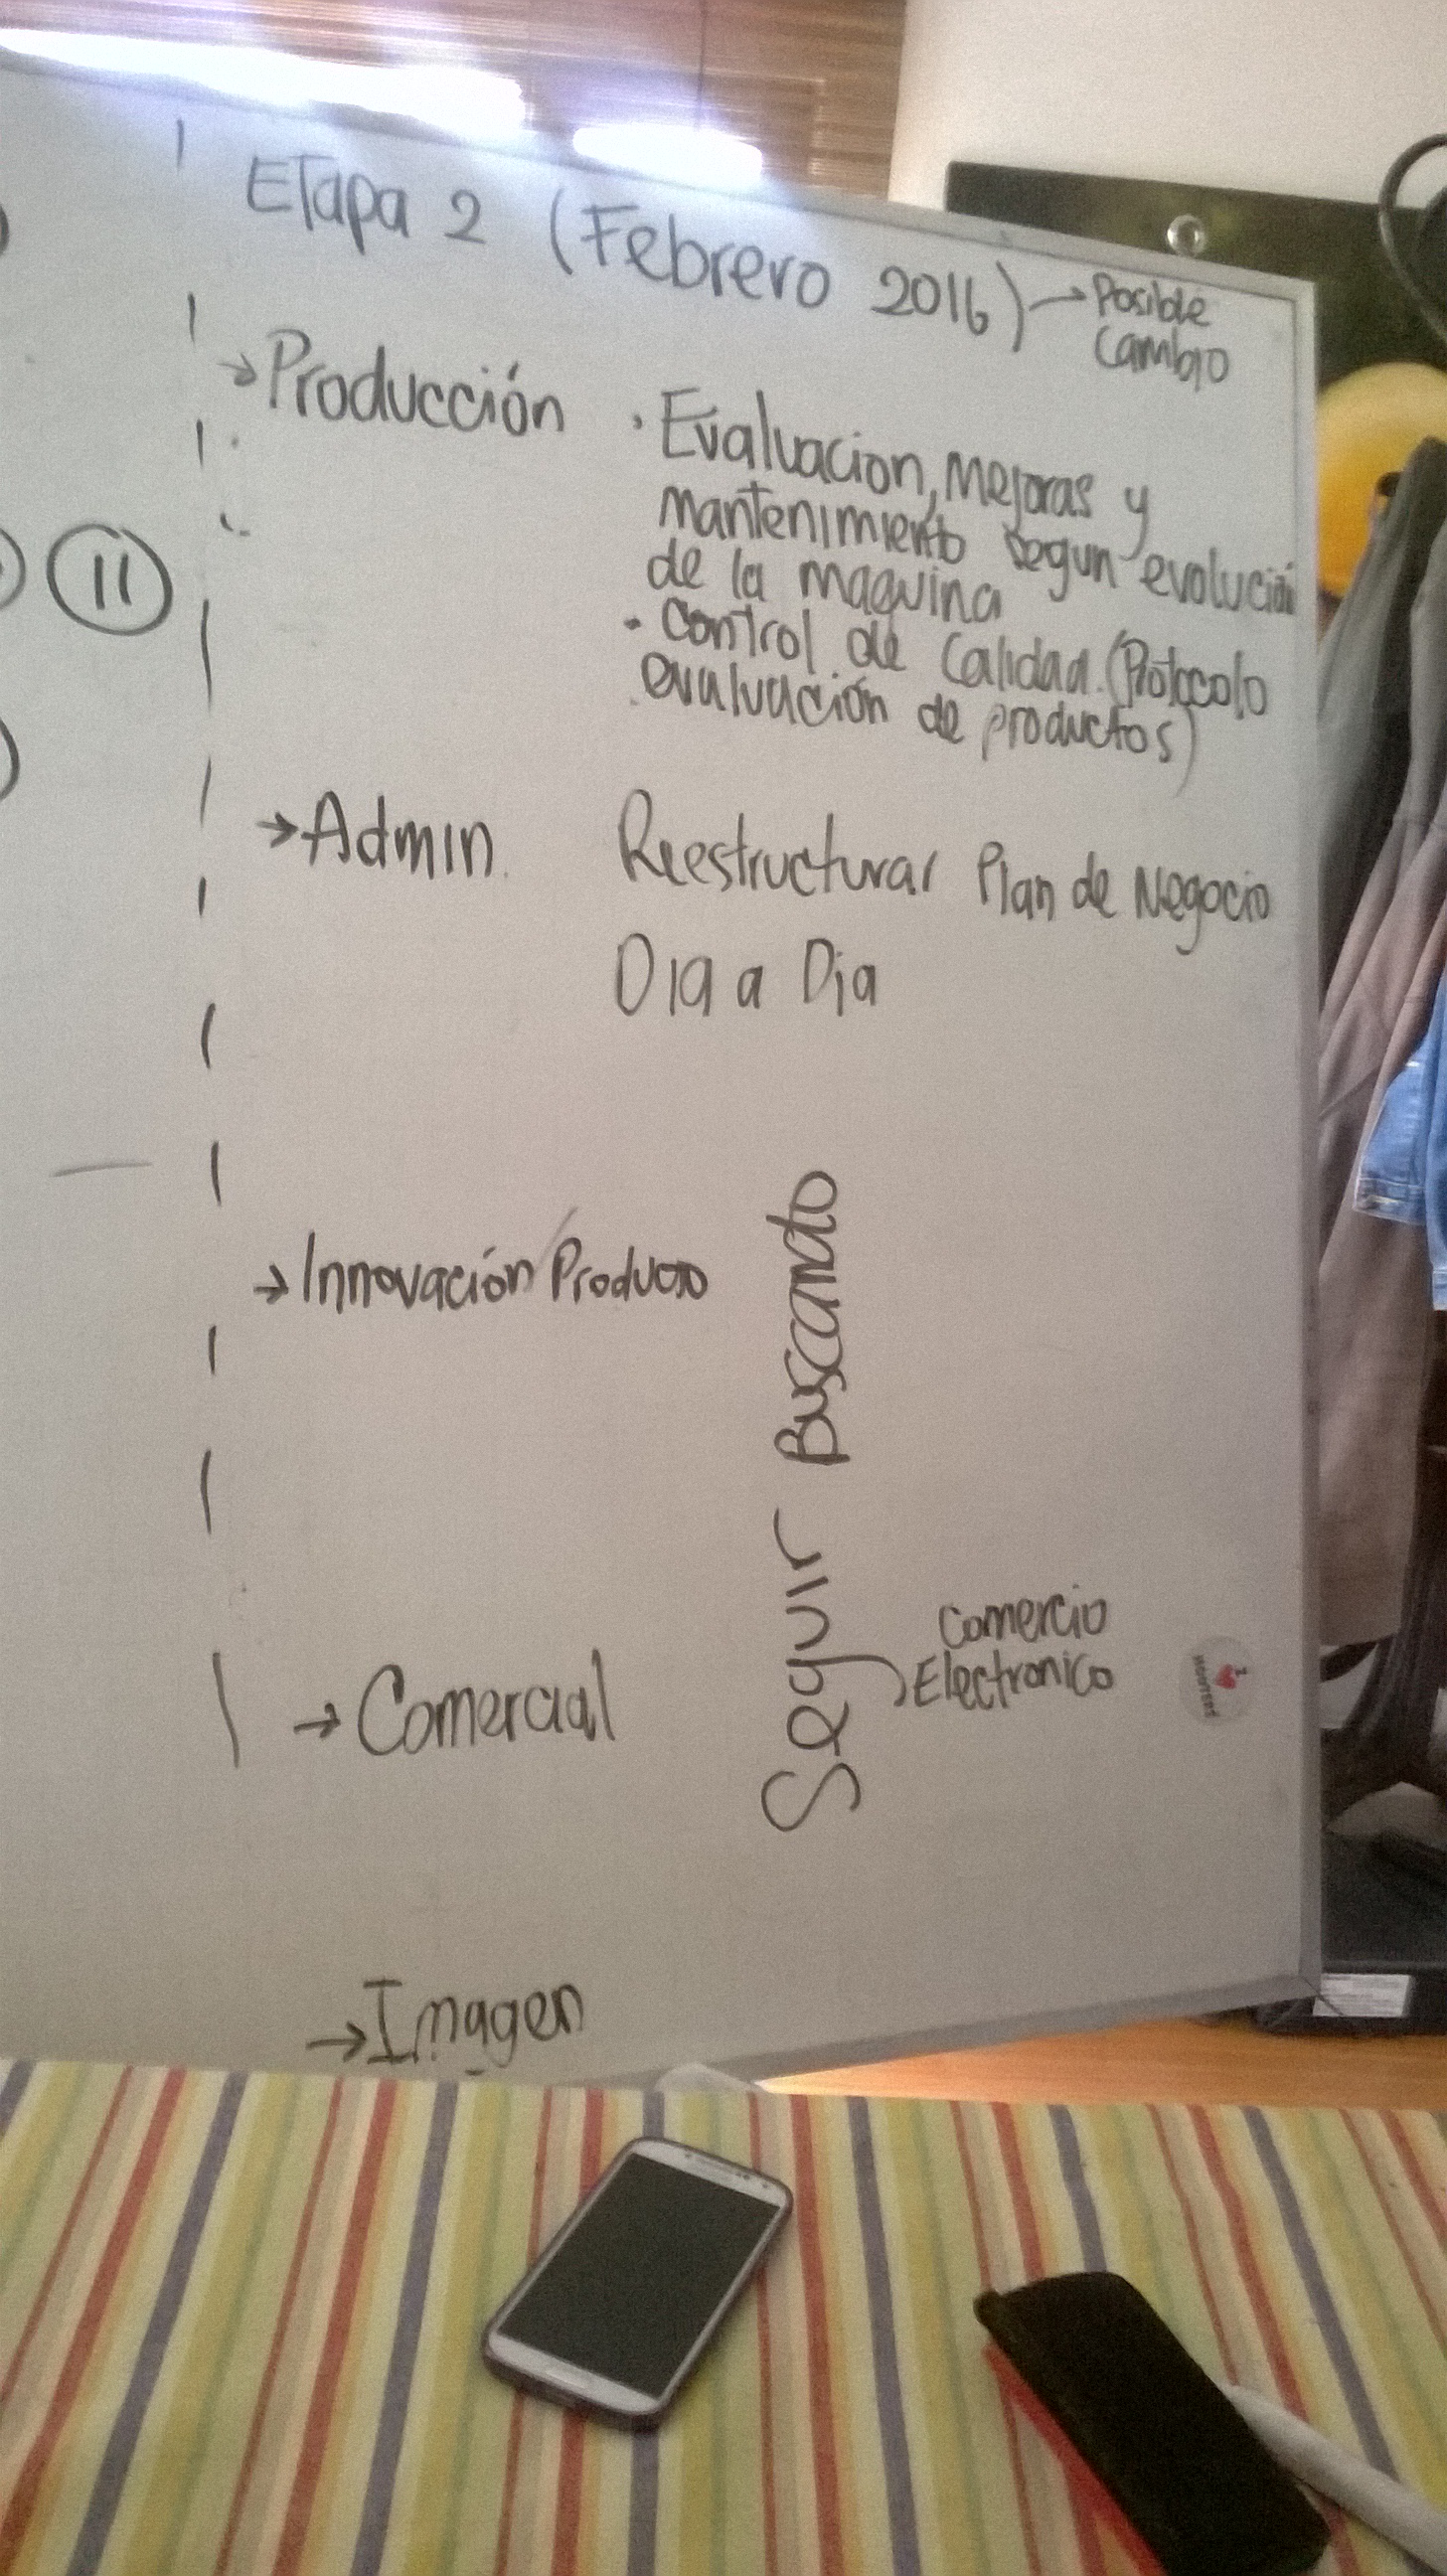 Etapa 2 (Febrero 2016) → Posible
Cambio
→ Producción
• Evaluacion, Mejoras y
mantenimiento segun evolución
de la maquina
• Control de Calidad. (Protocolo
evaluación de productos)
11
→ Admin.
Reestructurar Plan de Negocio
Dia a Dia
→ Innovación/Producto
Seguir Buscando
→ Comercial
Comercio
Electronico
→ Imagen